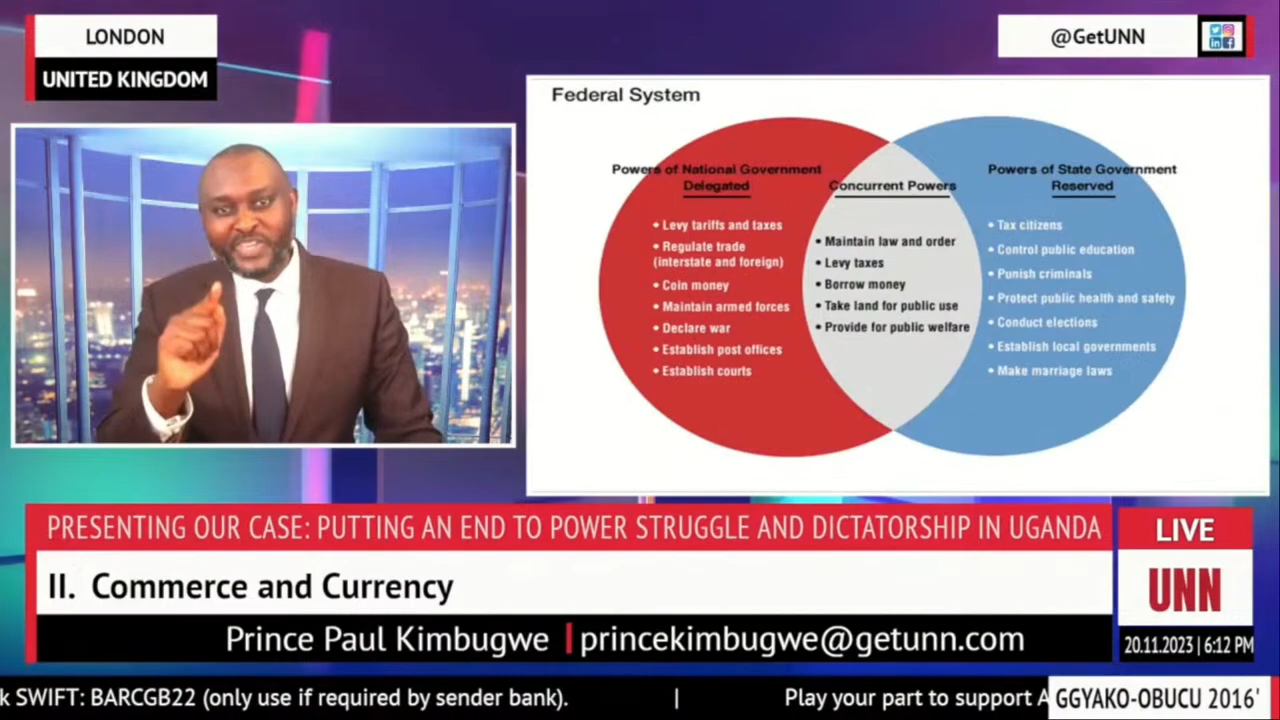 LONDON
UNITED KINGDOM
@GetUNN
Federal System
Powers of National Government
Delegated
• Levy tariffs and taxes
• Regulate trade
(interstate and foreign)
• Coin money
• Maintain armed forces
• Declare war
• Establish post offices
• Establish courts
Concurrent Powers
• Maintain law and order
• Levy taxes
• Borrow money
• Take land for public use
• Provide for public welfare
Powers of State Government
Reserved
• Tax citizens
• Control public education
• Punish criminals
• Protect public health and safety
• Conduct elections
• Establish local governments
• Make marriage laws
PRESENTING OUR CASE: PUTTING AN END TO POWER STRUGGLE AND DICTATORSHIP IN UGANDA
II. Commerce and Currency
Prince Paul Kimbugwe | princekimbugwe@getunn.com
LIVE
UNN
20.11.2023 | 6:12 PM
k SWIFT: BARCGB22 (only use if required by sender bank). | Play your part to support A
GGYAKO-OBUCU 2016'